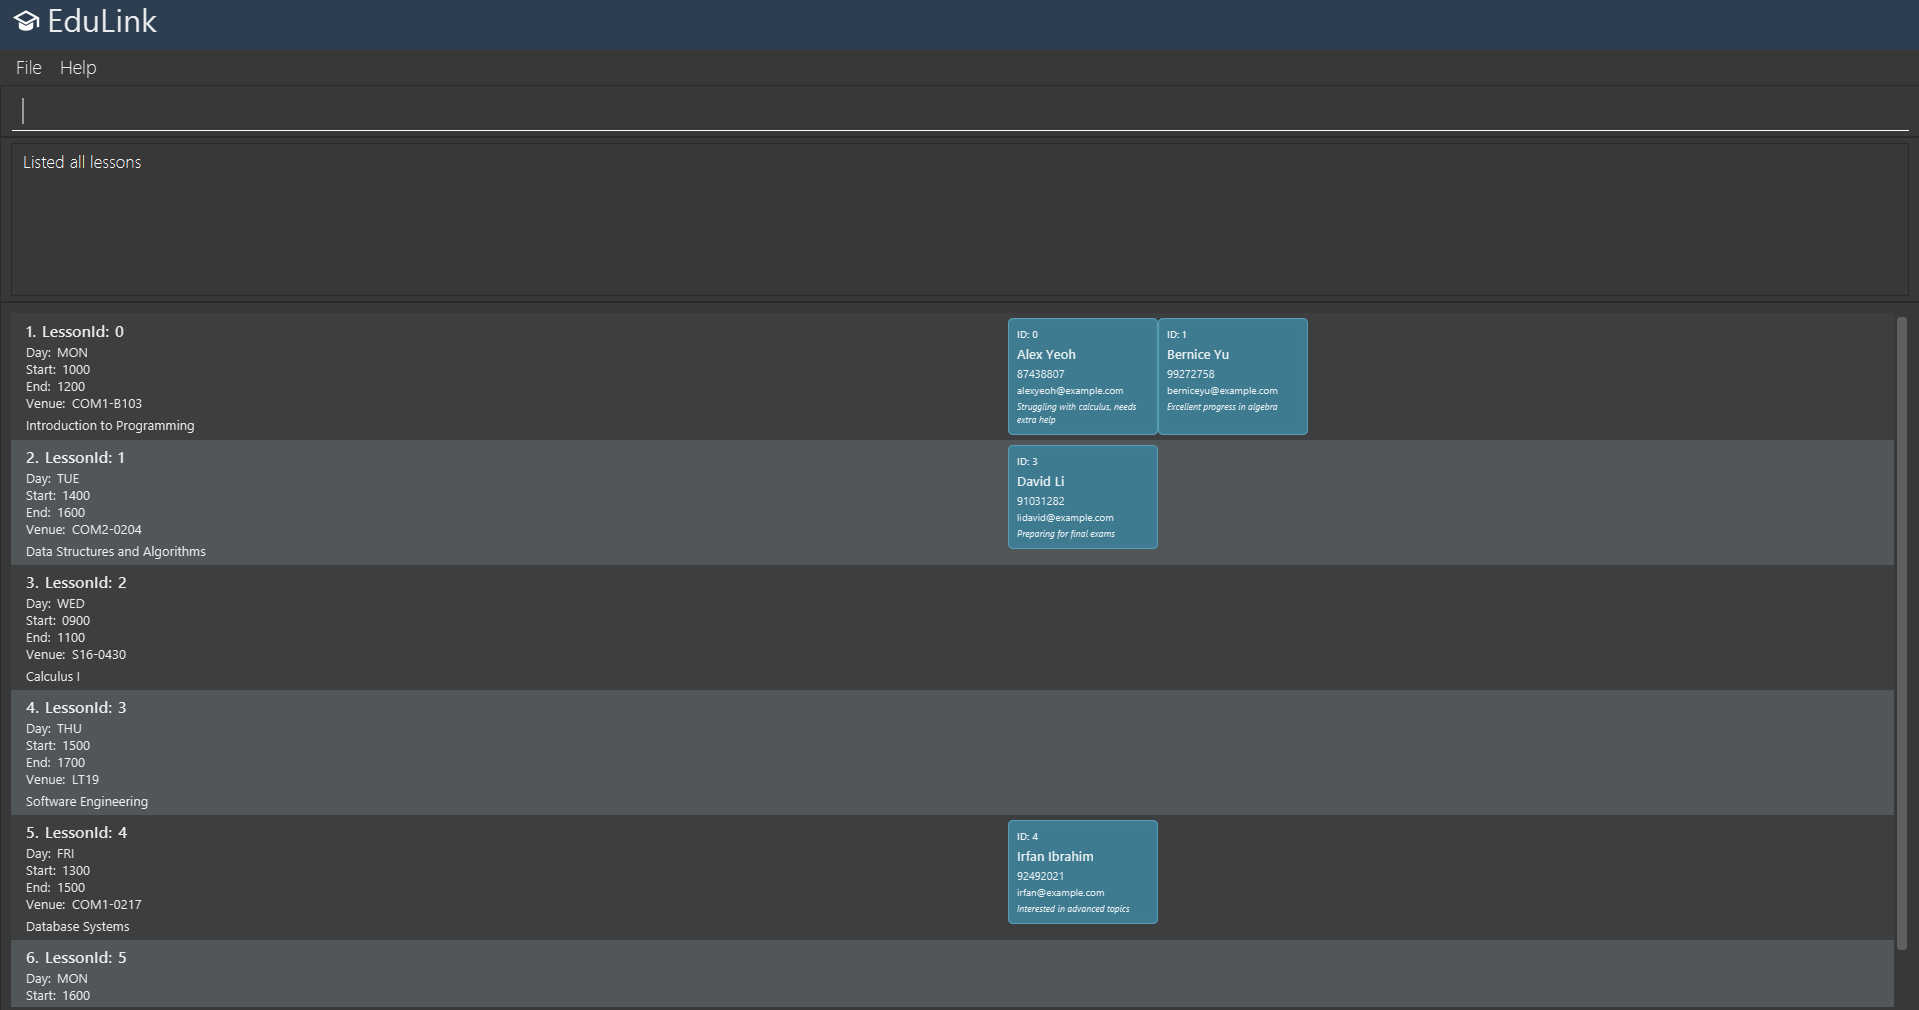 EduLink
File Help
Listed all lessons
1. LessonId: 0
Day: MON
Start: 1000
End: 1200
Venue: COM1-B103
Introduction to Programming
ID: 0
Alex Yeoh
87438807
alexyeoh@example.com
Struggling with calculus, needs
extra help
ID: 1
Bernice Yu
99272758
berniceyu@example.com
Excellent progress in algebra
2. LessonId: 1
Day: TUE
Start: 1400
End: 1600
Venue: COM2-0204
Data Structures and Algorithms
ID: 3
David Li
91031282
lidavid@example.com
Preparing for final exams
3. LessonId: 2
Day: WED
Start: 0900
End: 1100
Venue: S16-0430
Calculus I
4. LessonId: 3
Day: THU
Start: 1500
End: 1700
Venue: LT19
Software Engineering
5. LessonId: 4
Day: FRI
Start: 1300
End: 1500
Venue: COM1-0217
Database Systems
ID: 4
Irfan Ibrahim
92492021
irfan@example.com
Interested in advanced topics
6. LessonId: 5
Day: MON
Start: 1600